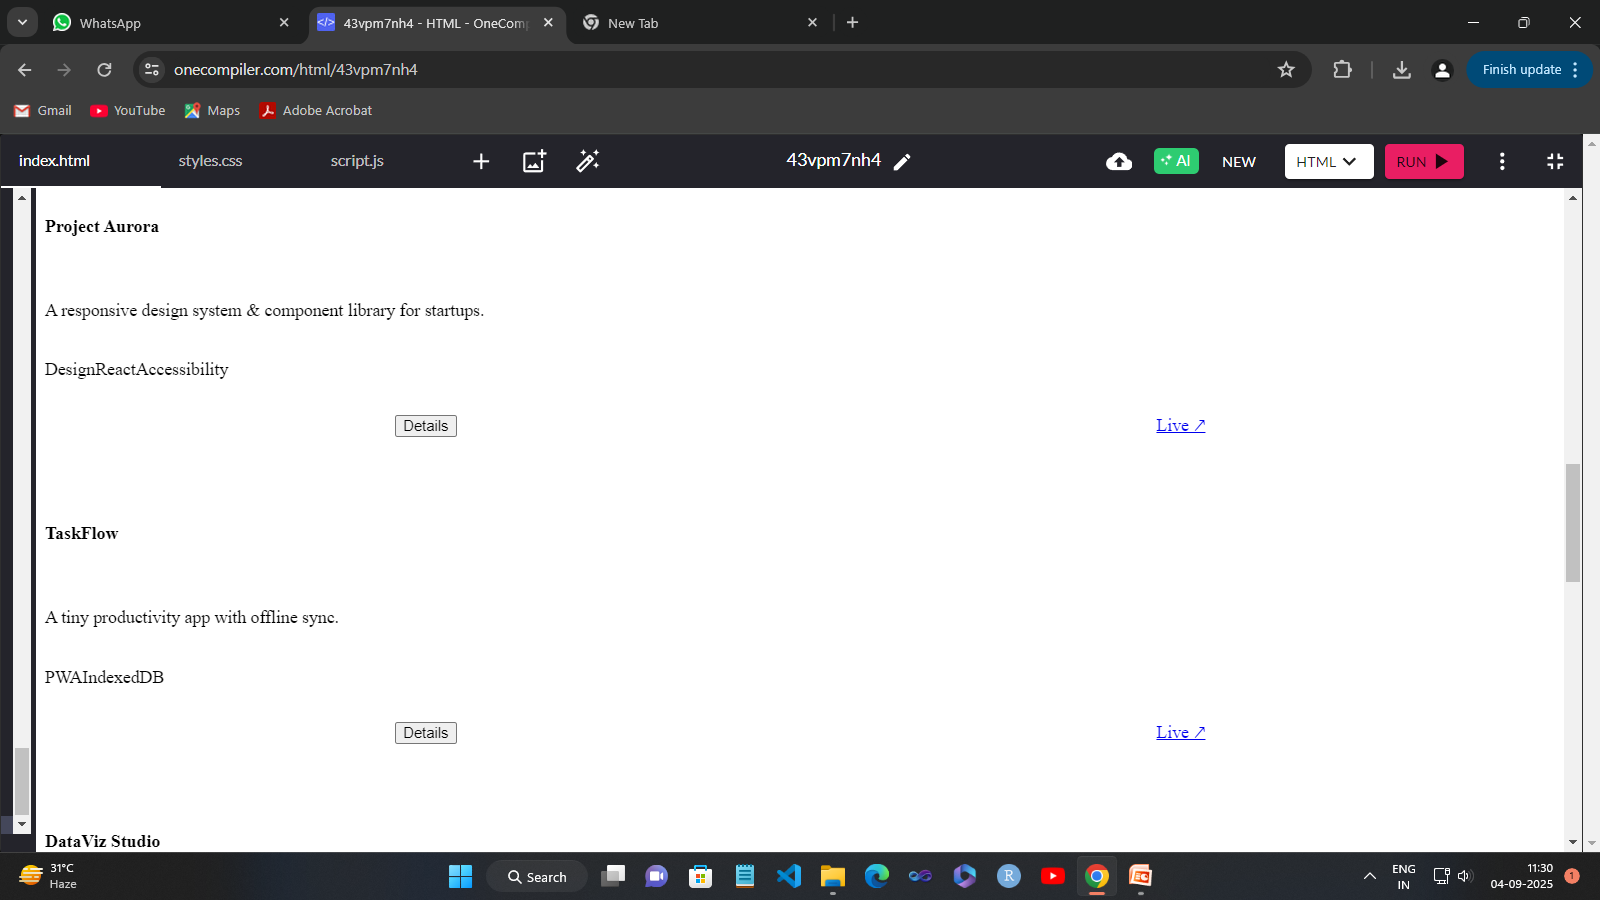 WhatsApp
43vpm7nh4 - HTML - OneComp
New Tab
onecompiler.com/html/43vpm7nh4
Finish update
Gmail
YouTube
Maps
Adobe Acrobat
index.html
styles.css
script.js
43vpm7nh4
AI
NEW
HTML
RUN
Project Aurora
A responsive design system & component library for startups.
DesignReactAccessibility
Details
Live ↗
TaskFlow
A tiny productivity app with offline sync.
PWAIndexedDB
Details
Live ↗
DataViz Studio
31°C
Haze
Search
R
ENG
IN
11:30
04-09-2025
1